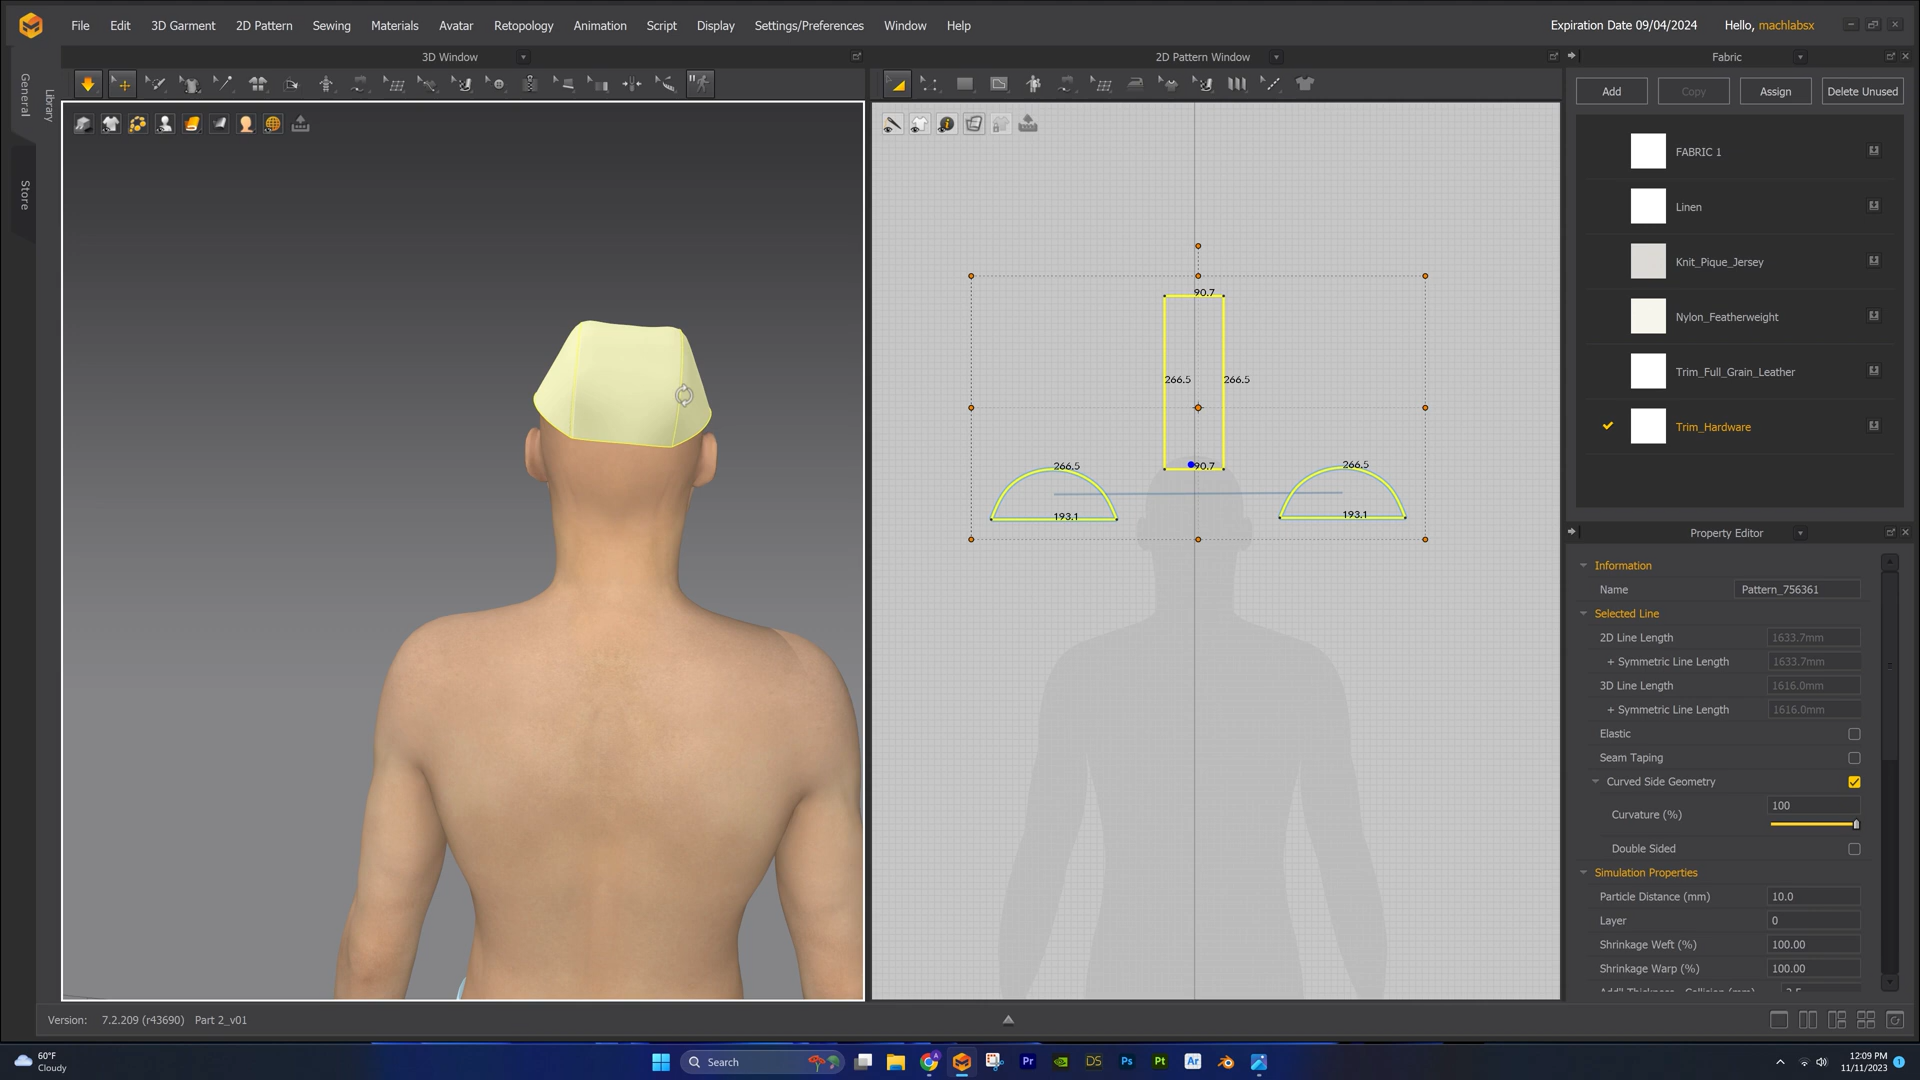 File Edit 3D Garment 2D Pattern Sewing Materials Avatar Retopology Animation Script Display Settings/Preferences Window Help
Expiration Date 09/04/2024 Hello, machlabsx
General
Store
Library
3D Window
2D Pattern Window
90.7
266.5 266.5
90.7
266.5
193.1
266.5
193.1
Fabric
Add Copy Assign Delete Unused
FABRIC 1
Linen
Knit_Pique_Jersey
Nylon_Featherweight
Trim_Full_Grain_Leather
Trim_Hardware
Property Editor
Information
Name Pattern_756361
Selected Line
2D Line Length 1633.7mm
+ Symmetric Line Length 1633.7mm
3D Line Length 1616.0mm
+ Symmetric Line Length 1616.0mm
Elastic
Seam Taping
Curved Side Geometry
Curvature (%) 100
Double Sided
Simulation Properties
Particle Distance (mm) 10.0
Layer 0
Shrinkage Weft (%) 100.00
Shrinkage Warp (%) 100.00
Version: 7.2.209 (r43690) Part 2_v01
60°F
Cloudy
Search
Pr DS Ps Pt Ar
12:09 PM
11/11/2023
1